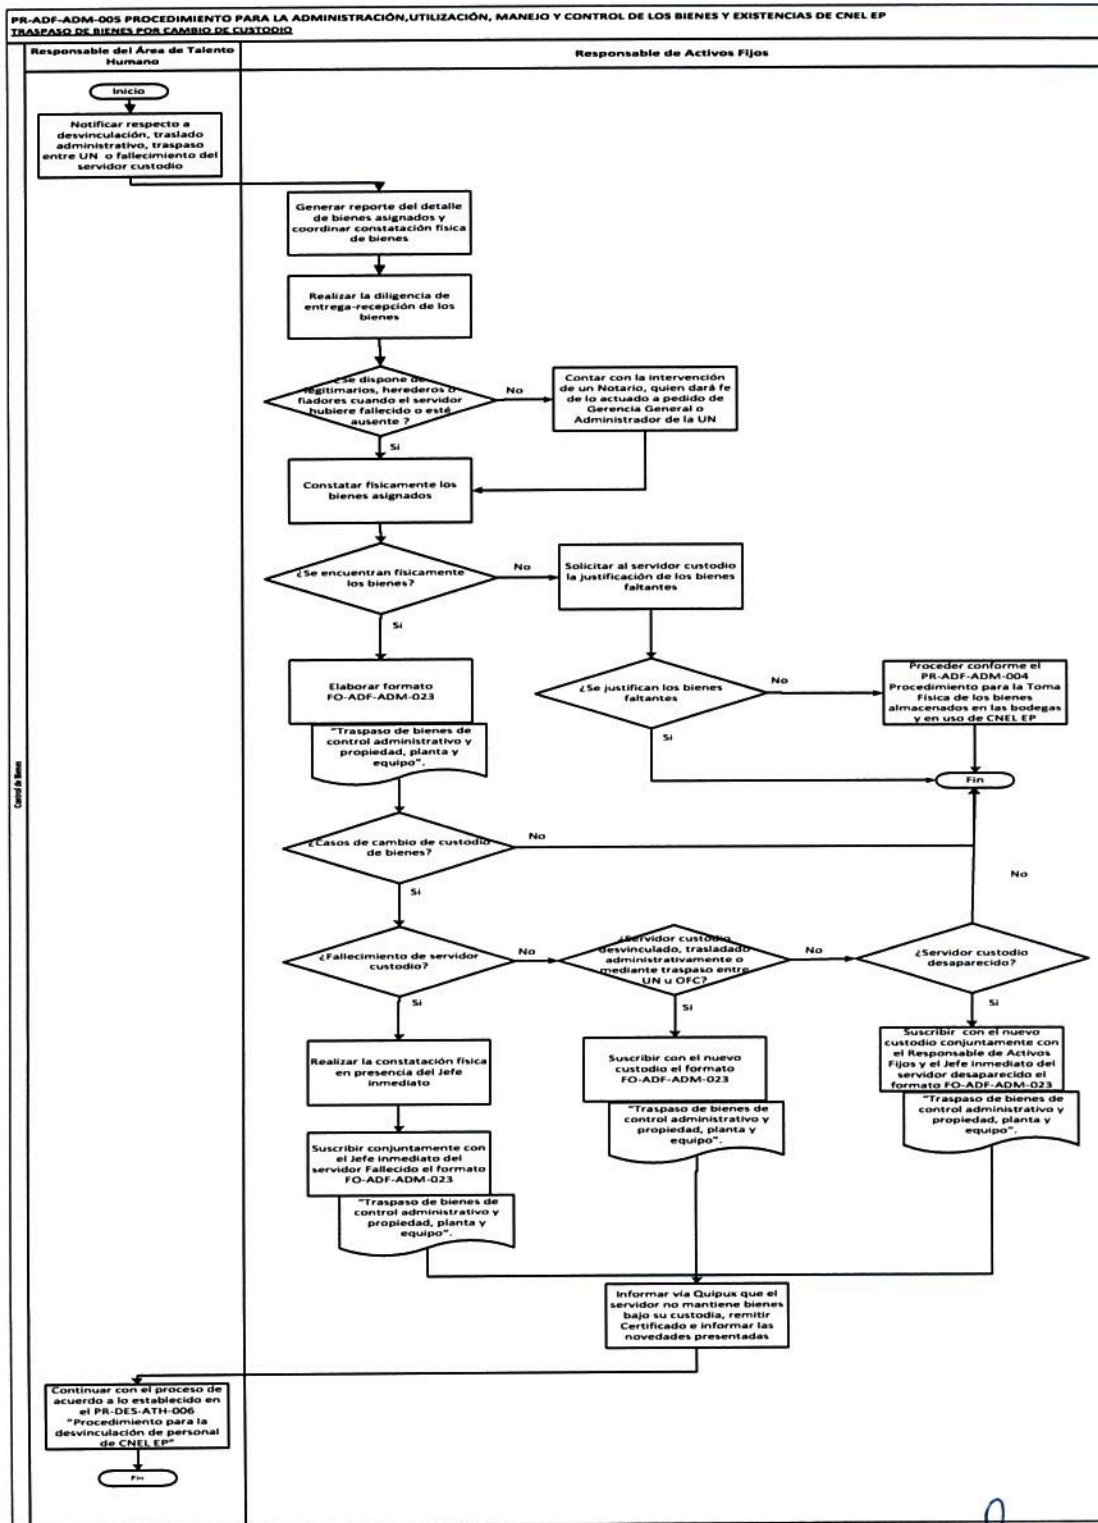 PR-ADF-ADM-005 PROCEDIMIENTO PARA LA ADMINISTRACIÓN,UTILIZACIÓN, MANEJO Y CONTROL DE LOS BIENES Y EXISTENCIAS DE CNEL EP
TRASPASO DE BIENES POR CAMBIO DE CUSTODIO
Responsable del Área de Talento
Humano
Responsable de Activos Fijos
Control de Bienes
Inicio
Notificar respecto a
desvinculación, traslado
administrativo, traspaso
entre UN o fallecimiento del
servidor custodio
Generar reporte del detalle
de bienes asignados y
coordinar constatación física
de bienes
Realizar la diligencia de
entrega-recepción de los
bienes
¿Se dispone de
legitimarios, herederos o
fiadores cuando el servidor
hubiere fallecido o esté
ausente ?
No
Contar con la intervención
de un Notario, quien dará fe
de lo actuado a pedido de
Gerencia General o
Administrador de la UN
Si
Constatar físicamente los
bienes asignados
¿Se encuentran físicamente
los bienes?
No
Solicitar al servidor custodio
la justificación de los bienes
faltantes
Si
Elaborar formato
FO-ADF-ADM-023
"Traspaso de bienes de
control administrativo y
propiedad, planta y
equipo".
¿Se justifican los bienes
faltantes
No
Proceder conforme el
PR-ADF-ADM-004
Procedimiento para la Toma
Física de los bienes
almacenados en las bodegas
y en uso de CNEL EP
Si
Fin
¿Casos de cambio de custodio
de bienes?
No
No
Si
¿Fallecimiento de servidor
custodio?
No
¿Servidor custodio
desvinculado, trasladado
administrativamente o
mediante traspaso entre
UN u OFC?
No
¿Servidor custodio
desaparecido?
Si
Si
Si
Realizar la constatación física
en presencia del Jefe
inmediato
Suscribir con el nuevo
custodio el formato
FO-ADF-ADM-023
"Traspaso de bienes de
control administrativo y
propiedad, planta y
equipo".
Suscribir con el nuevo
custodio conjuntamente con
el Responsable de Activos
Fijos y el Jefe inmediato del
servidor desaparecido el
formato FO-ADF-ADM-023
"Traspaso de bienes de
control administrativo y
propiedad, planta y
equipo".
Suscribir conjuntamente con
el Jefe inmediato del
servidor Fallecido el formato
FO-ADF-ADM-023
"Traspaso de bienes de
control administrativo y
propiedad, planta y
equipo".
Informar vía Quipux que el
servidor no mantiene bienes
bajo su custodia, remitir
Certificado e informar las
novedades presentadas
Continuar con el proceso de
acuerdo a lo establecido en
el PR-DES-ATH-006
"Procedimiento para la
desvinculación de personal
de CNEL EP"
Fin